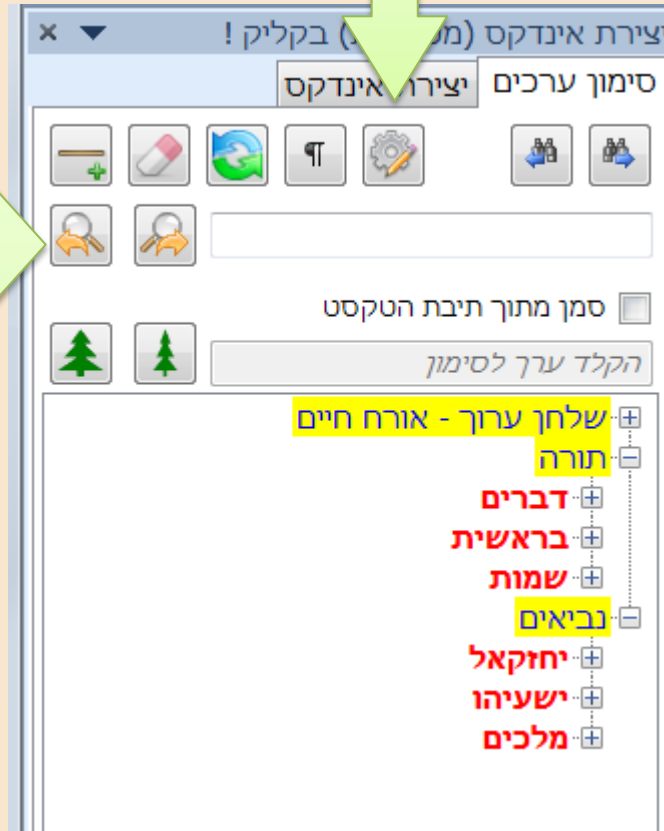 יצירת אינדקס בקליק !
סימון ערכים
יצירת אינדקס
¶
סמן מתוך תיבת הטקסט
הקלד ערך לסימון
שלחן ערוך - אורח חיים
תורה
דברים
בראשית
שמות
נביאים
יחזקאל
ישעיהו
מלכים